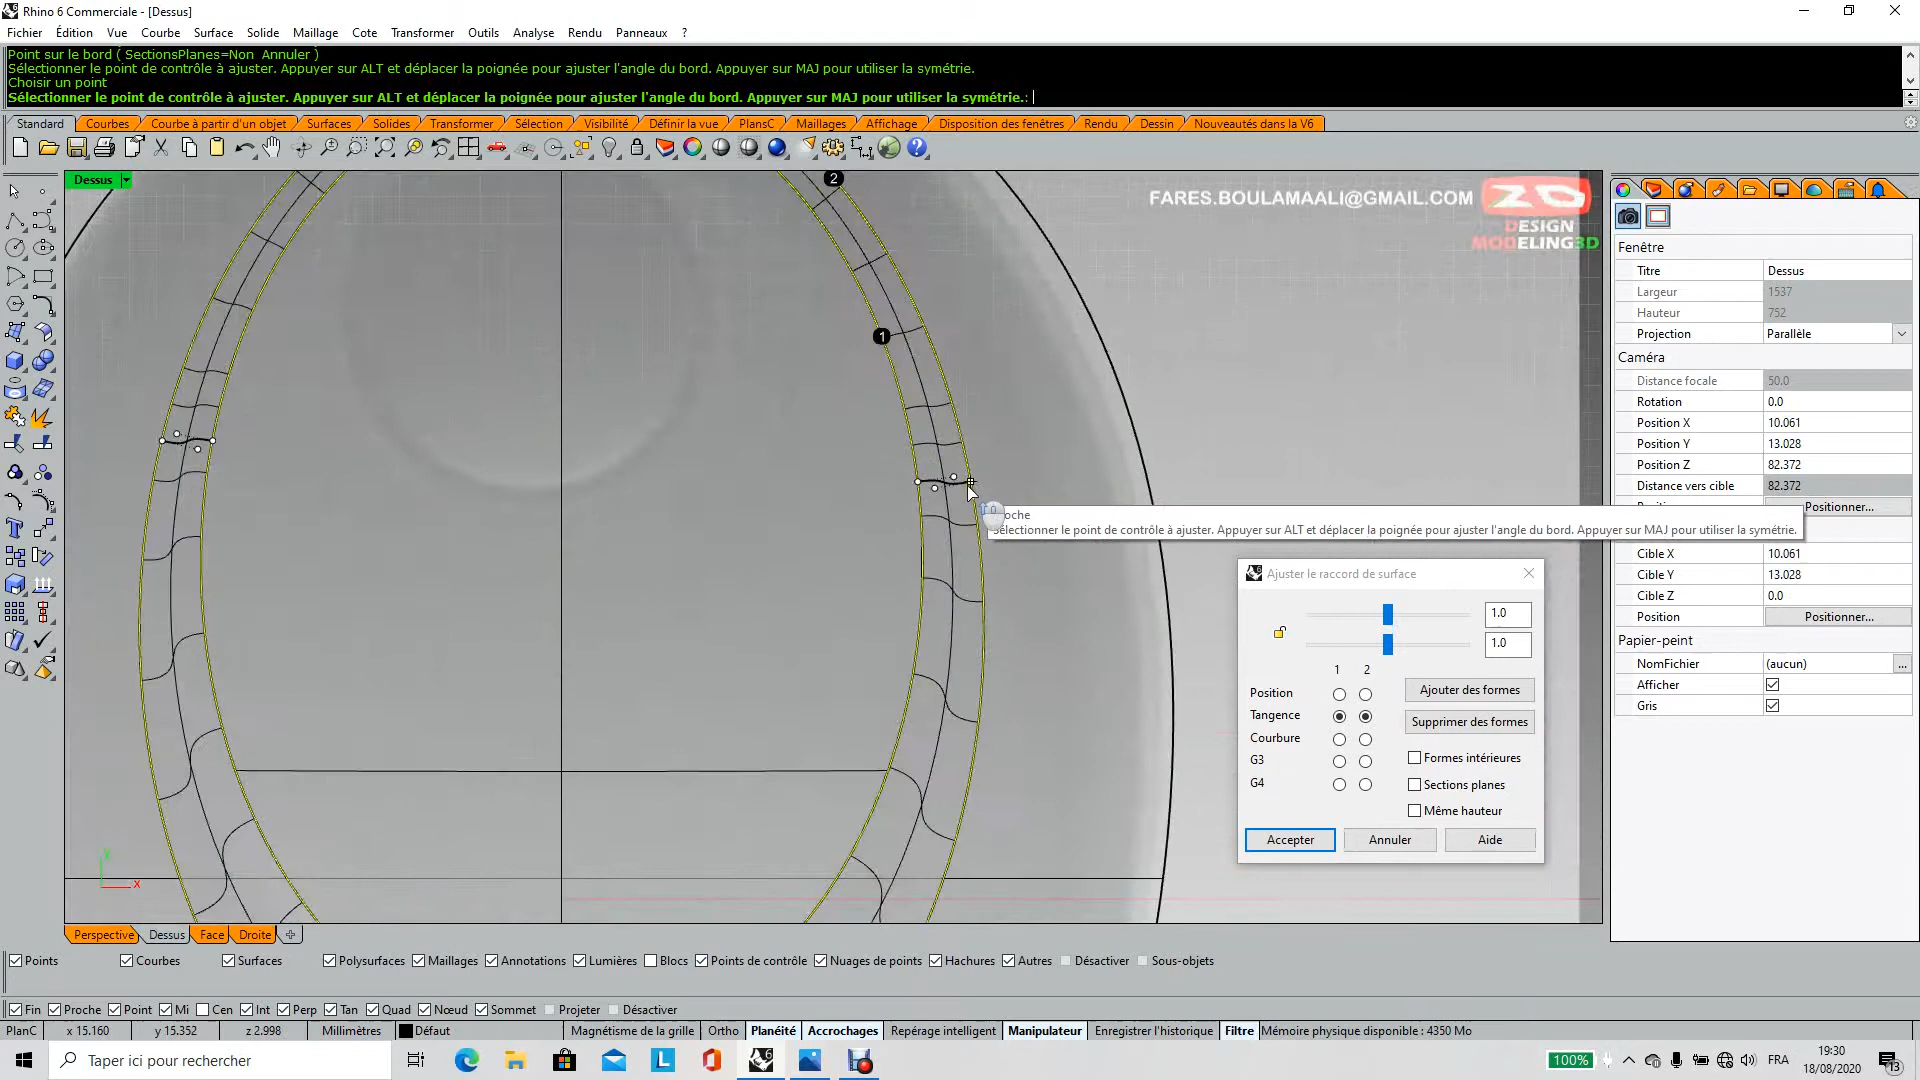 Rhino 6 Commerciale - [Dessus]
Fichier Édition Vue Courbe Surface Solide Maillage Cote Transformer Outils Analyse Rendu Panneaux ?
Point sur le bord ( SectionsPlanes=Non Annuler )
Sélectionner le point de contrôle à ajuster. Appuyer sur ALT et déplacer la poignée pour ajuster l'angle du bord. Appuyer sur MAJ pour utiliser la symétrie.
Choisir un point
Sélectionner le point de contrôle à ajuster. Appuyer sur ALT et déplacer la poignée pour ajuster l'angle du bord. Appuyer sur MAJ pour utiliser la symétrie.:
Standard Courbes Courbe à partir d'un objet Surfaces Solides Transformer Sélection Visibilité Définir la vue PlansC Maillages Affichage Disposition des fenêtres Rendu Dessin Nouveautés dans la V6
Dessus
2
FARES.BOULAMAALI@GMAIL.COM
DESIGN
MODELING3D
1
oche
Sélectionner le point de contrôle à ajuster. Appuyer sur ALT et déplacer la poignée pour ajuster l'angle du bord. Appuyer sur MAJ pour utiliser la symétrie.
y
x
Fenêtre
Titre Dessus
Largeur 1537
Hauteur 752
Projection Parallèle
Caméra
Distance focale 50.0
Rotation 0.0
Position X 10.061
Position Y 13.028
Position Z 82.372
Distance vers cible 82.372
Positionner...
Cible X 10.061
Cible Y 13.028
Cible Z 0.0
Position Positionner...
Papier-peint
NomFichier (aucun) ...
Afficher
Gris
Ajuster le raccord de surface
1.0
1.0
1 2
Position
Tangence
Courbure
G3
G4
Ajouter des formes
Supprimer des formes
Formes intérieures
Sections planes
Même hauteur
Accepter Annuler Aide
Perspective Dessus Face Droite
Points Courbes Surfaces Polysurfaces Maillages Annotations Lumières Blocs Points de contrôle Nuages de points Hachures Autres Désactiver Sous-objets
Fin Proche Point Mi Cen Int Perp Tan Quad Nœud Sommet Projeter Désactiver
PlanC x 15.160 y 15.352 z 2.998 Millimètres Défaut Magnétisme de la grille Ortho Planéité Accrochages Repérage intelligent Manipulateur Enregistrer l'historique Filtre Mémoire physique disponible : 4350 Mo
Taper ici pour rechercher
100%
FRA
19:30
18/08/2020
13